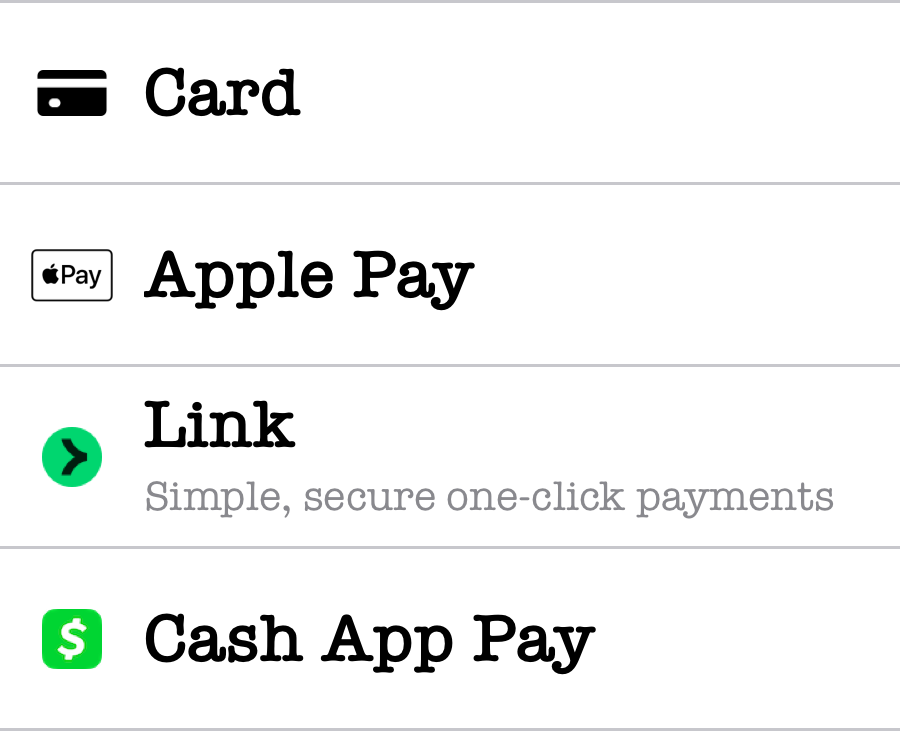 Card
Pay Apple Pay
Link
Simple, secure one-click payments
$ Cash App Pay